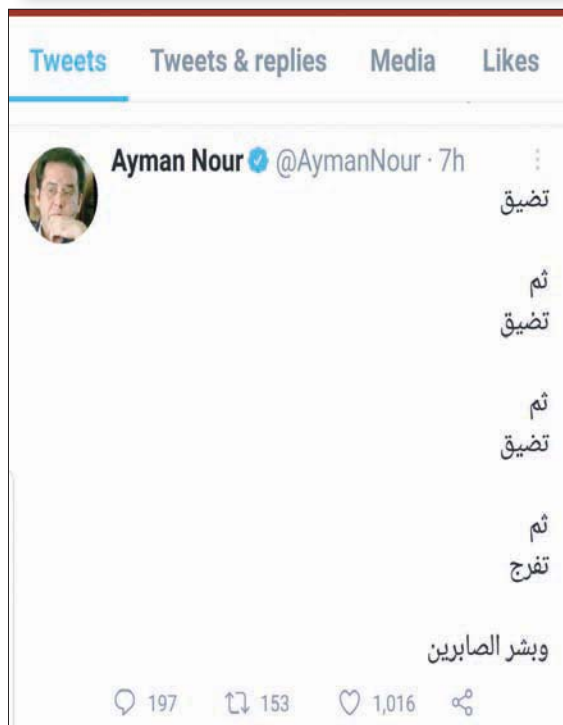 Tweets Tweets & replies Media Likes
Ayman Nour @AymanNour · 7h
تضيق
ثم
تضيق
ثم
تضيق
ثم
تفرج
وبشر الصابرين
197 153 1,016